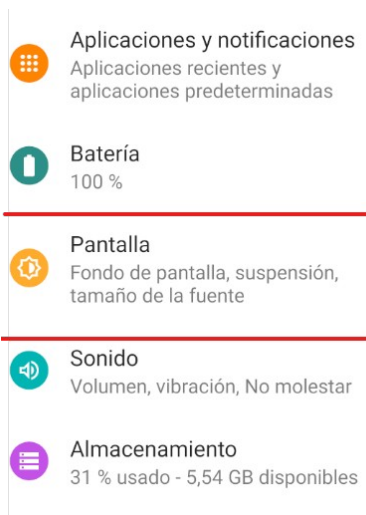 Aplicaciones y notificaciones
Aplicaciones recientes y
aplicaciones predeterminadas
Batería
100 %
Pantalla
Fondo de pantalla, suspensión,
tamaño de la fuente
Sonido
Volumen, vibración, No molestar
Almacenamiento
31 % usado - 5,54 GB disponibles